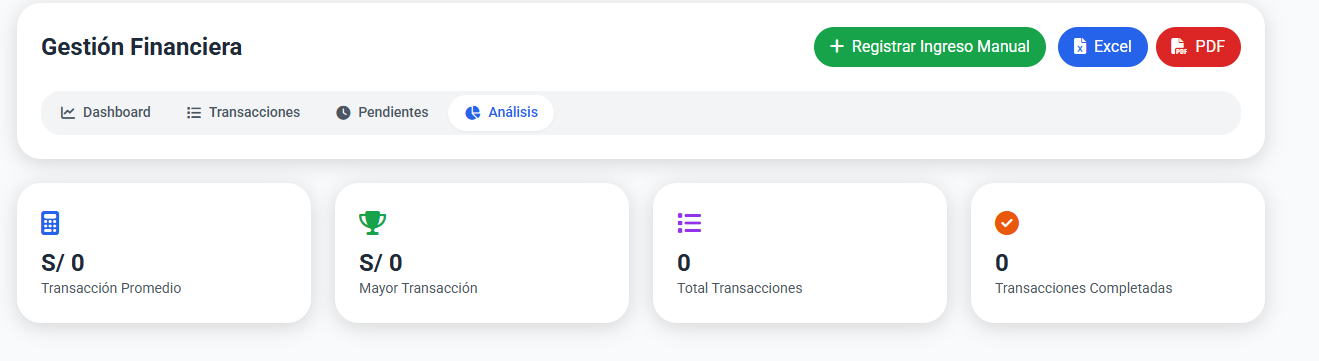 Gestión Financiera
Registrar Ingreso Manual
Excel
PDF
Dashboard
Transacciones
Pendientes
Análisis
S/ 0
Transacción Promedio
S/ 0
Mayor Transacción
0
Total Transacciones
0
Transacciones Completadas